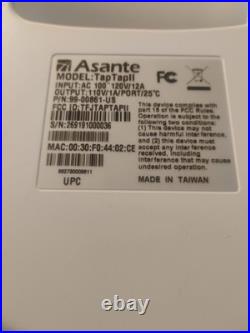 Asante
MODEL:TapTapII
INPUT:AC 100~120V/12A
OUTPUT:110V/1A/PORT/25℃
P/N:99-00861-US
FCC ID:TFJTAPTAPII
FC
This device complies with
part 15 of the FCC Rules.
Operation is subject to the
following two conditions:
(1) This device may not
cause harmful interference,
and (2) this device must
accept any interference
received, including
interference that may cause
undesired operation.
S/N:269191000036
MAC:00:30:F0:44:02:CE
MADE IN TAIWAN
UPC